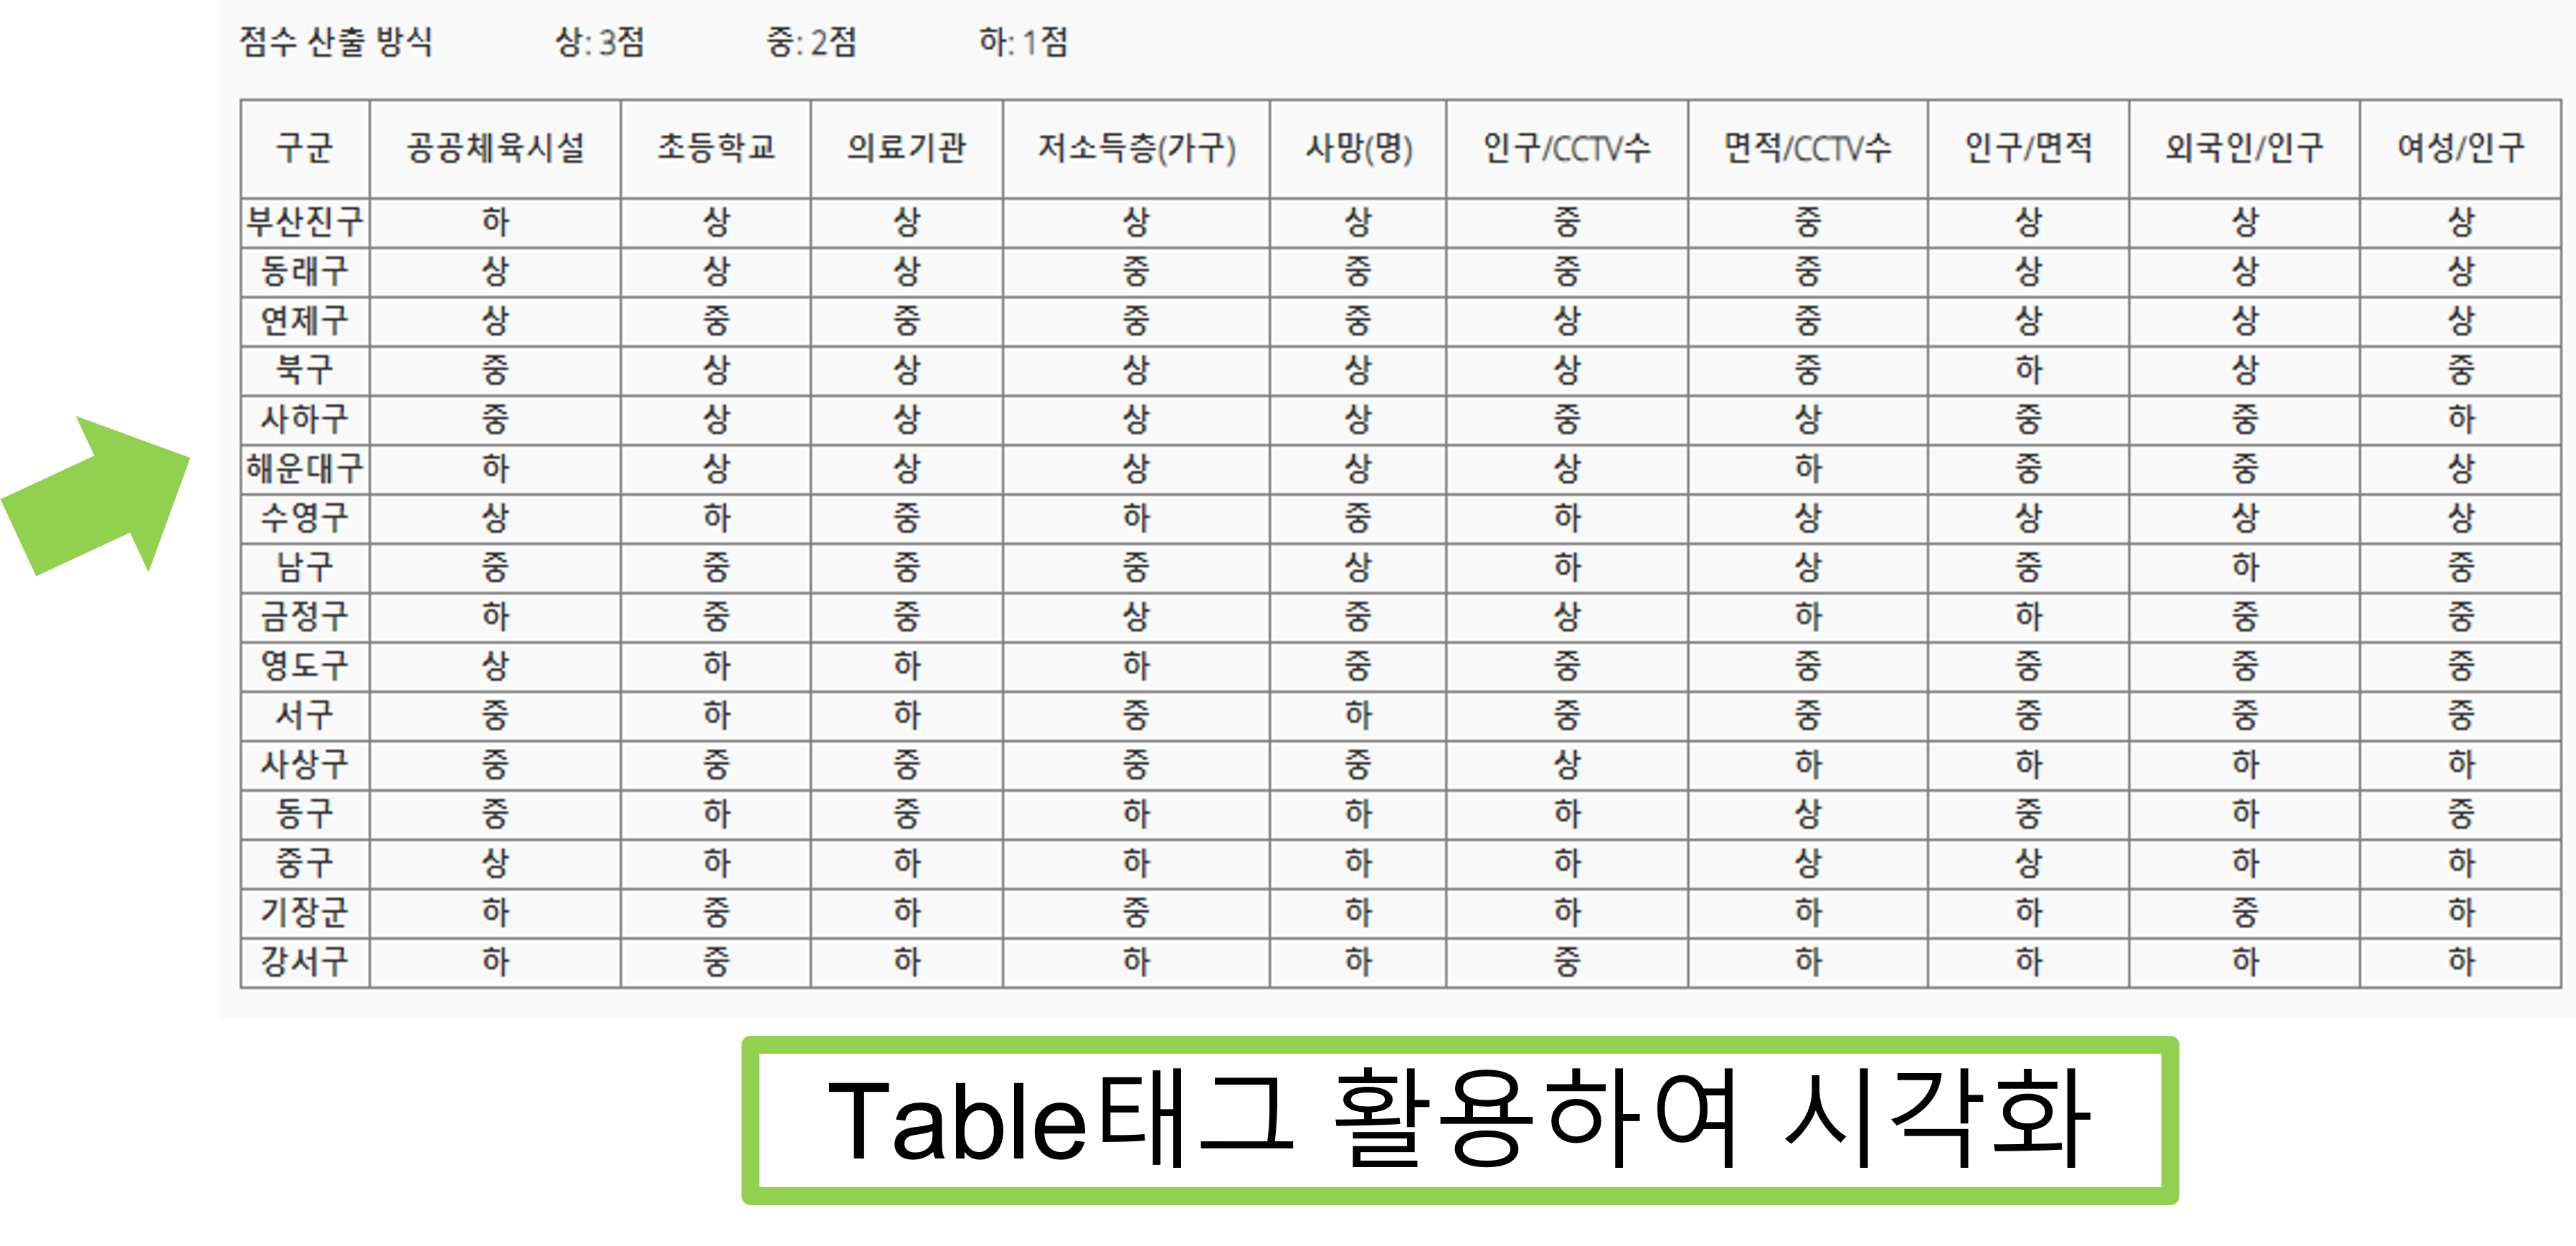 점수 산출 방식 상: 3점 중: 2점 하: 1점
구군 공공체육시설 초등학교 의료기관 저소득층(가구) 사망(명) 인구/CCTV수 면적/CCTV수 인구/면적 외국인/인구 여성/인구
부산진구 하 상 상 상 상 중 중 상 상 상
동래구 상 상 상 중 중 중 중 상 상 상
연제구 상 중 중 중 중 상 중 상 상 상
북구 중 상 상 상 상 상 중 하 상 중
사하구 중 상 상 상 상 중 상 중 중 하
해운대구 하 상 상 상 상 상 하 중 중 상
수영구 상 하 중 하 중 하 상 상 상 상
남구 중 중 중 중 상 하 상 중 하 중
금정구 하 중 중 상 중 상 하 하 중 중
영도구 상 하 하 하 중 중 중 중 중 중
서구 중 하 하 중 하 중 중 중 중 중
사상구 중 중 중 중 중 상 하 하 하 하
동구 중 하 중 하 하 하 상 중 하 중
중구 상 하 하 하 하 하 상 상 하 하
기장군 하 중 하 중 하 하 하 하 중 하
강서구 하 중 하 하 하 중 하 하 하 하
Table태그 활용하여 시각화